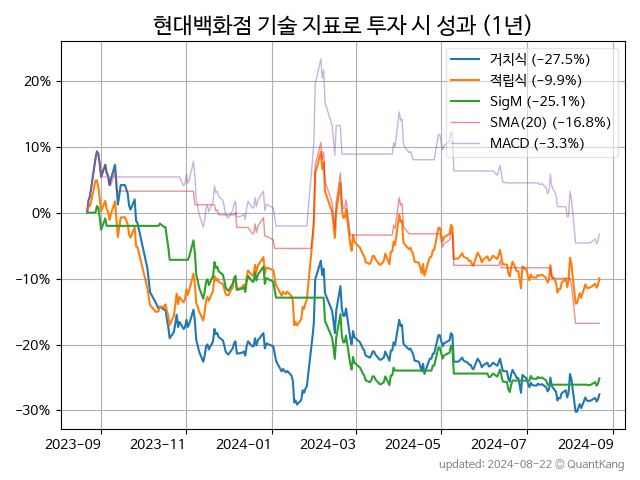 현대백화점 기술 지표로 투자 시 성과 (1년)
거치식 (−27.5%)
적립식 (−9.9%)
SigM (−25.1%)
SMA(20) (−16.8%)
MACD (−3.3%)
20%
10%
0%
−10%
−20%
−30%
2023-09 2023-11 2024-01 2024-03 2024-05 2024-07 2024-09
updated: 2024-08-22 © QuantKang